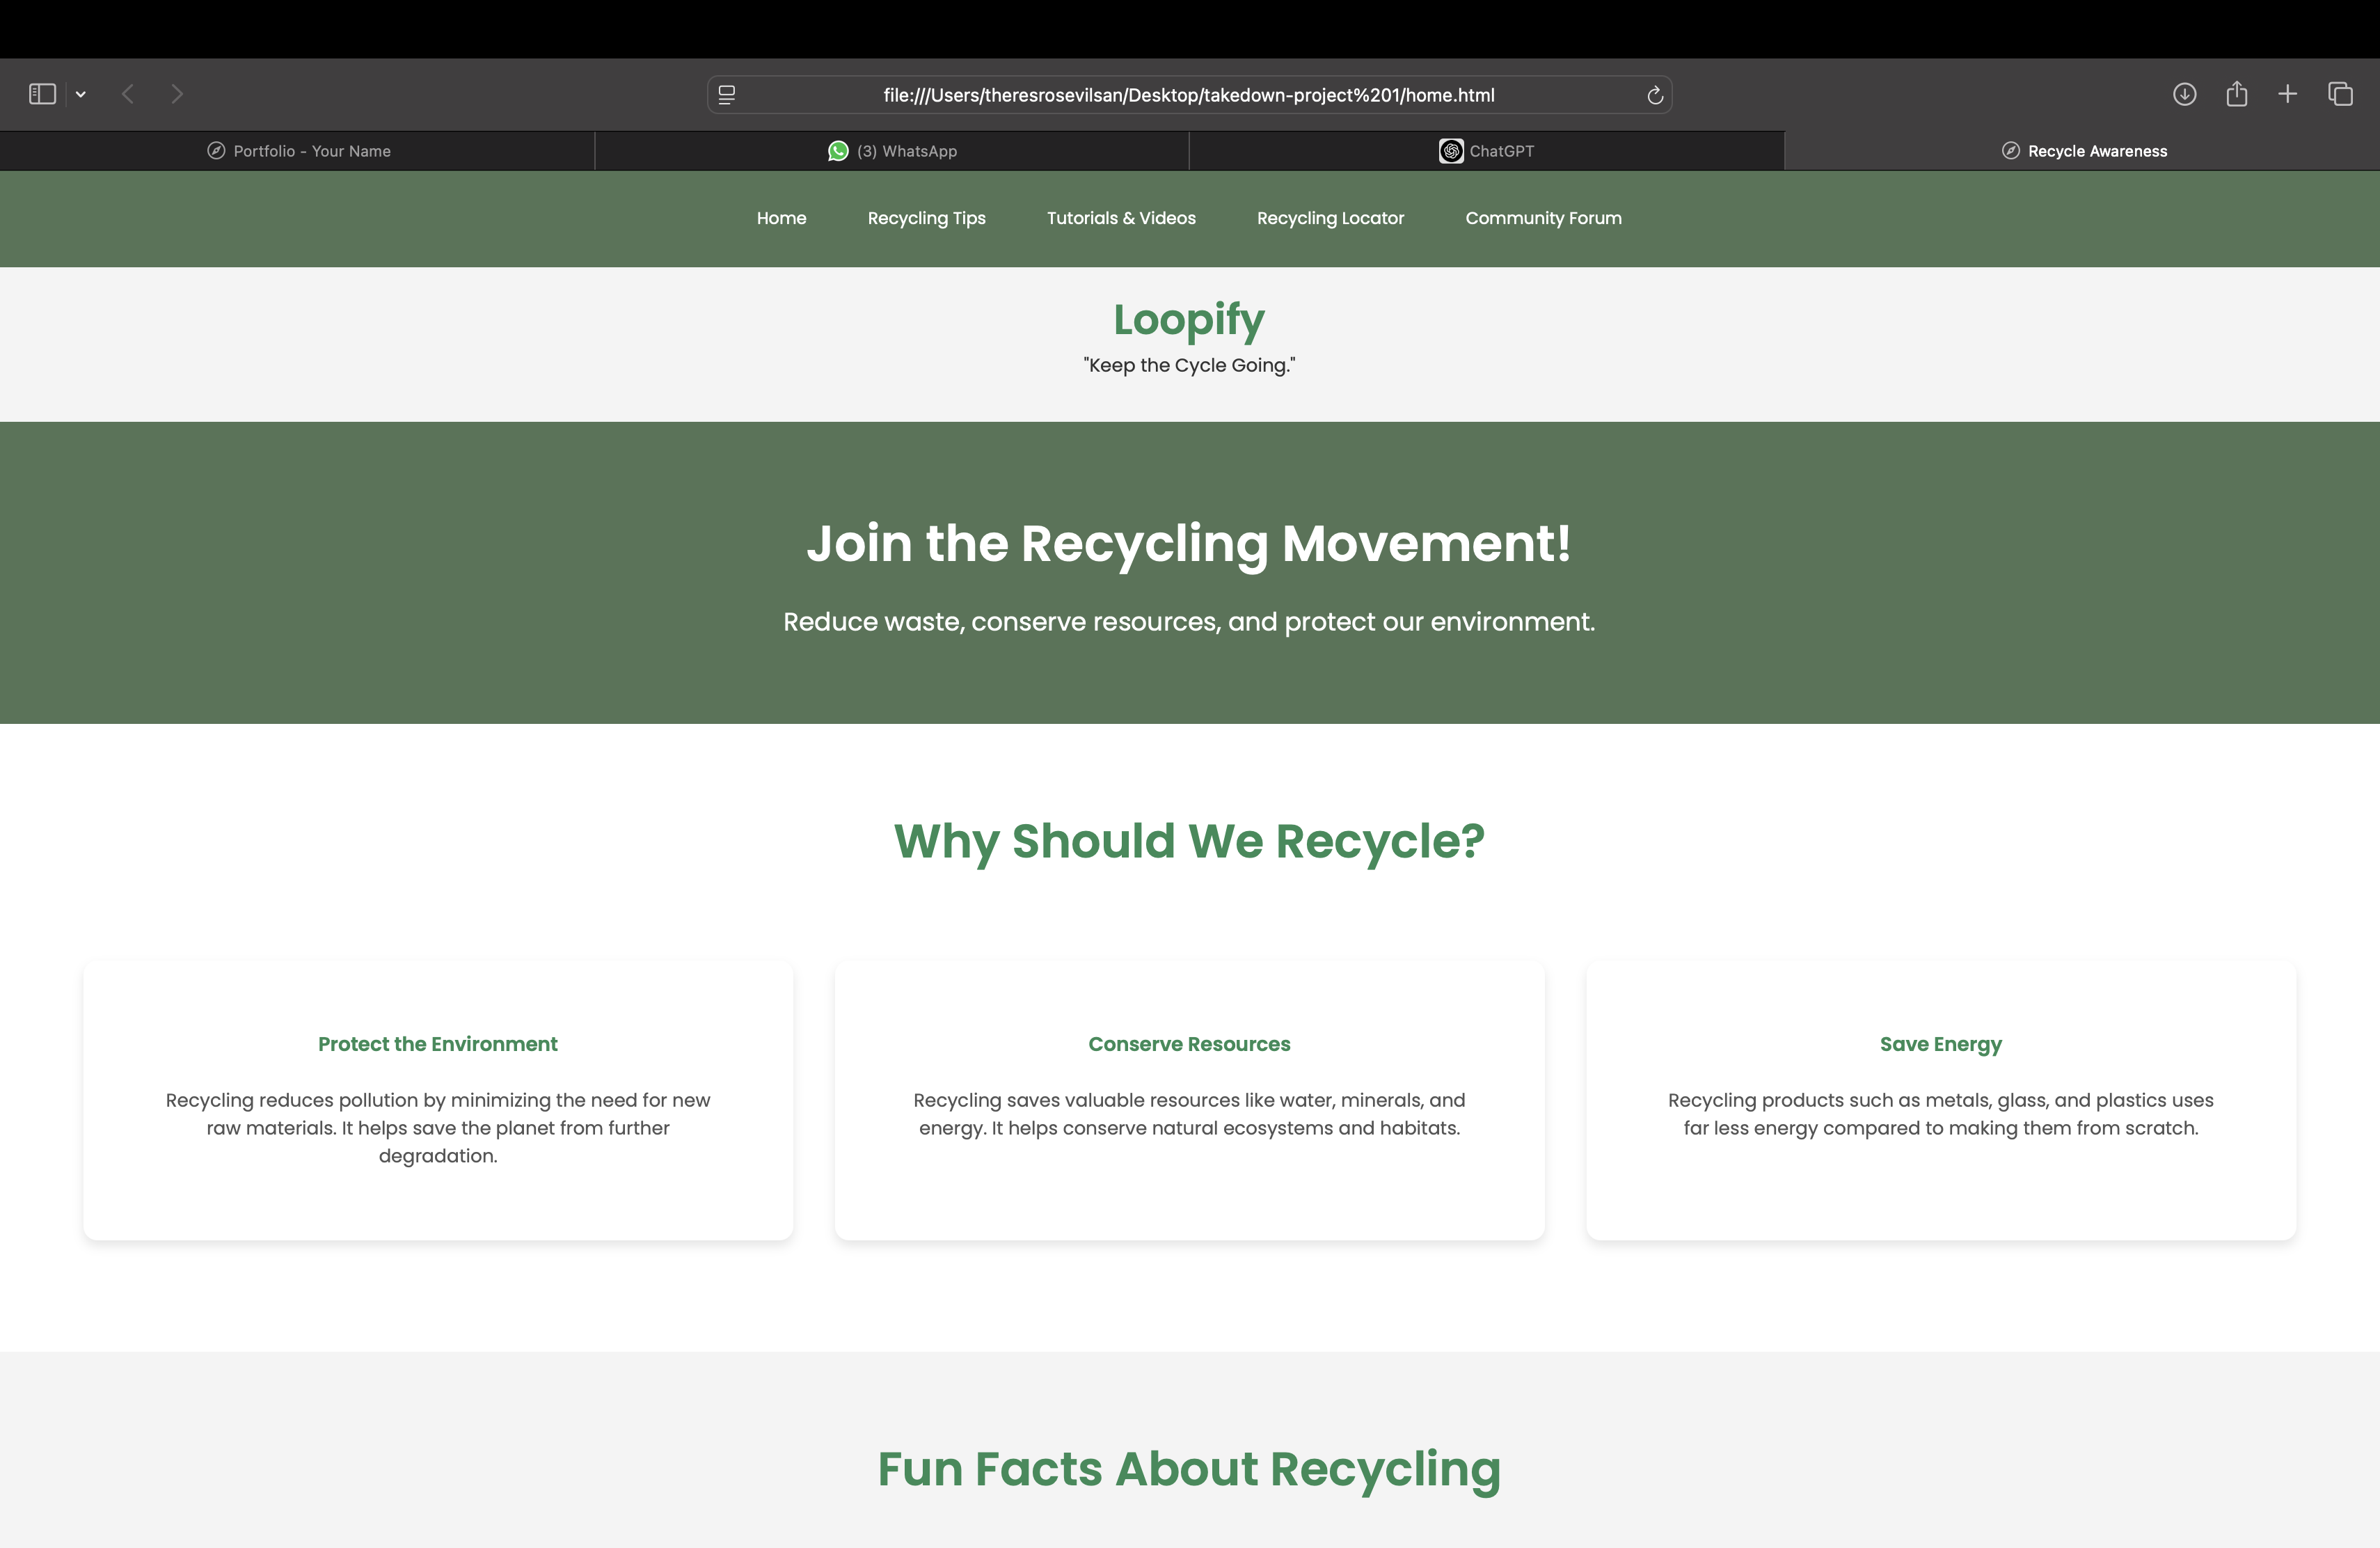 file:///Users/theresrosevilsan/Desktop/takedown-project%201/home.html
Portfolio - Your Name
(3) WhatsApp
ChatGPT
Recycle Awareness
Home
Recycling Tips
Tutorials & Videos
Recycling Locator
Community Forum
Loopify
"Keep the Cycle Going."
Join the Recycling Movement!
Reduce waste, conserve resources, and protect our environment.
Why Should We Recycle?
Protect the Environment
Recycling reduces pollution by minimizing the need for new
raw materials. It helps save the planet from further
degradation.
Conserve Resources
Recycling saves valuable resources like water, minerals, and
energy. It helps conserve natural ecosystems and habitats.
Save Energy
Recycling products such as metals, glass, and plastics uses
far less energy compared to making them from scratch.
Fun Facts About Recycling